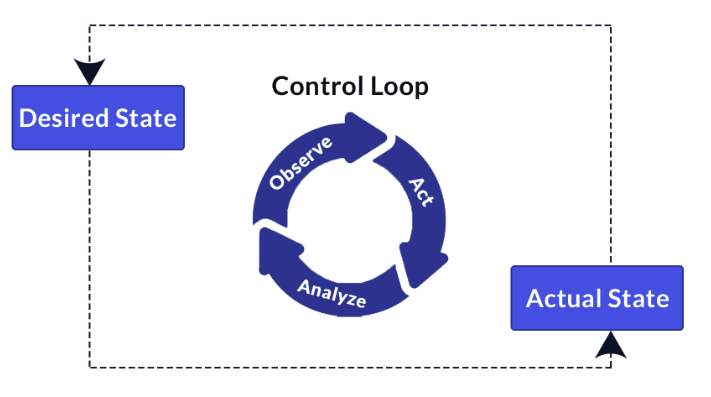 Control Loop
Desired State
Observe
Act
Analyze
Actual State